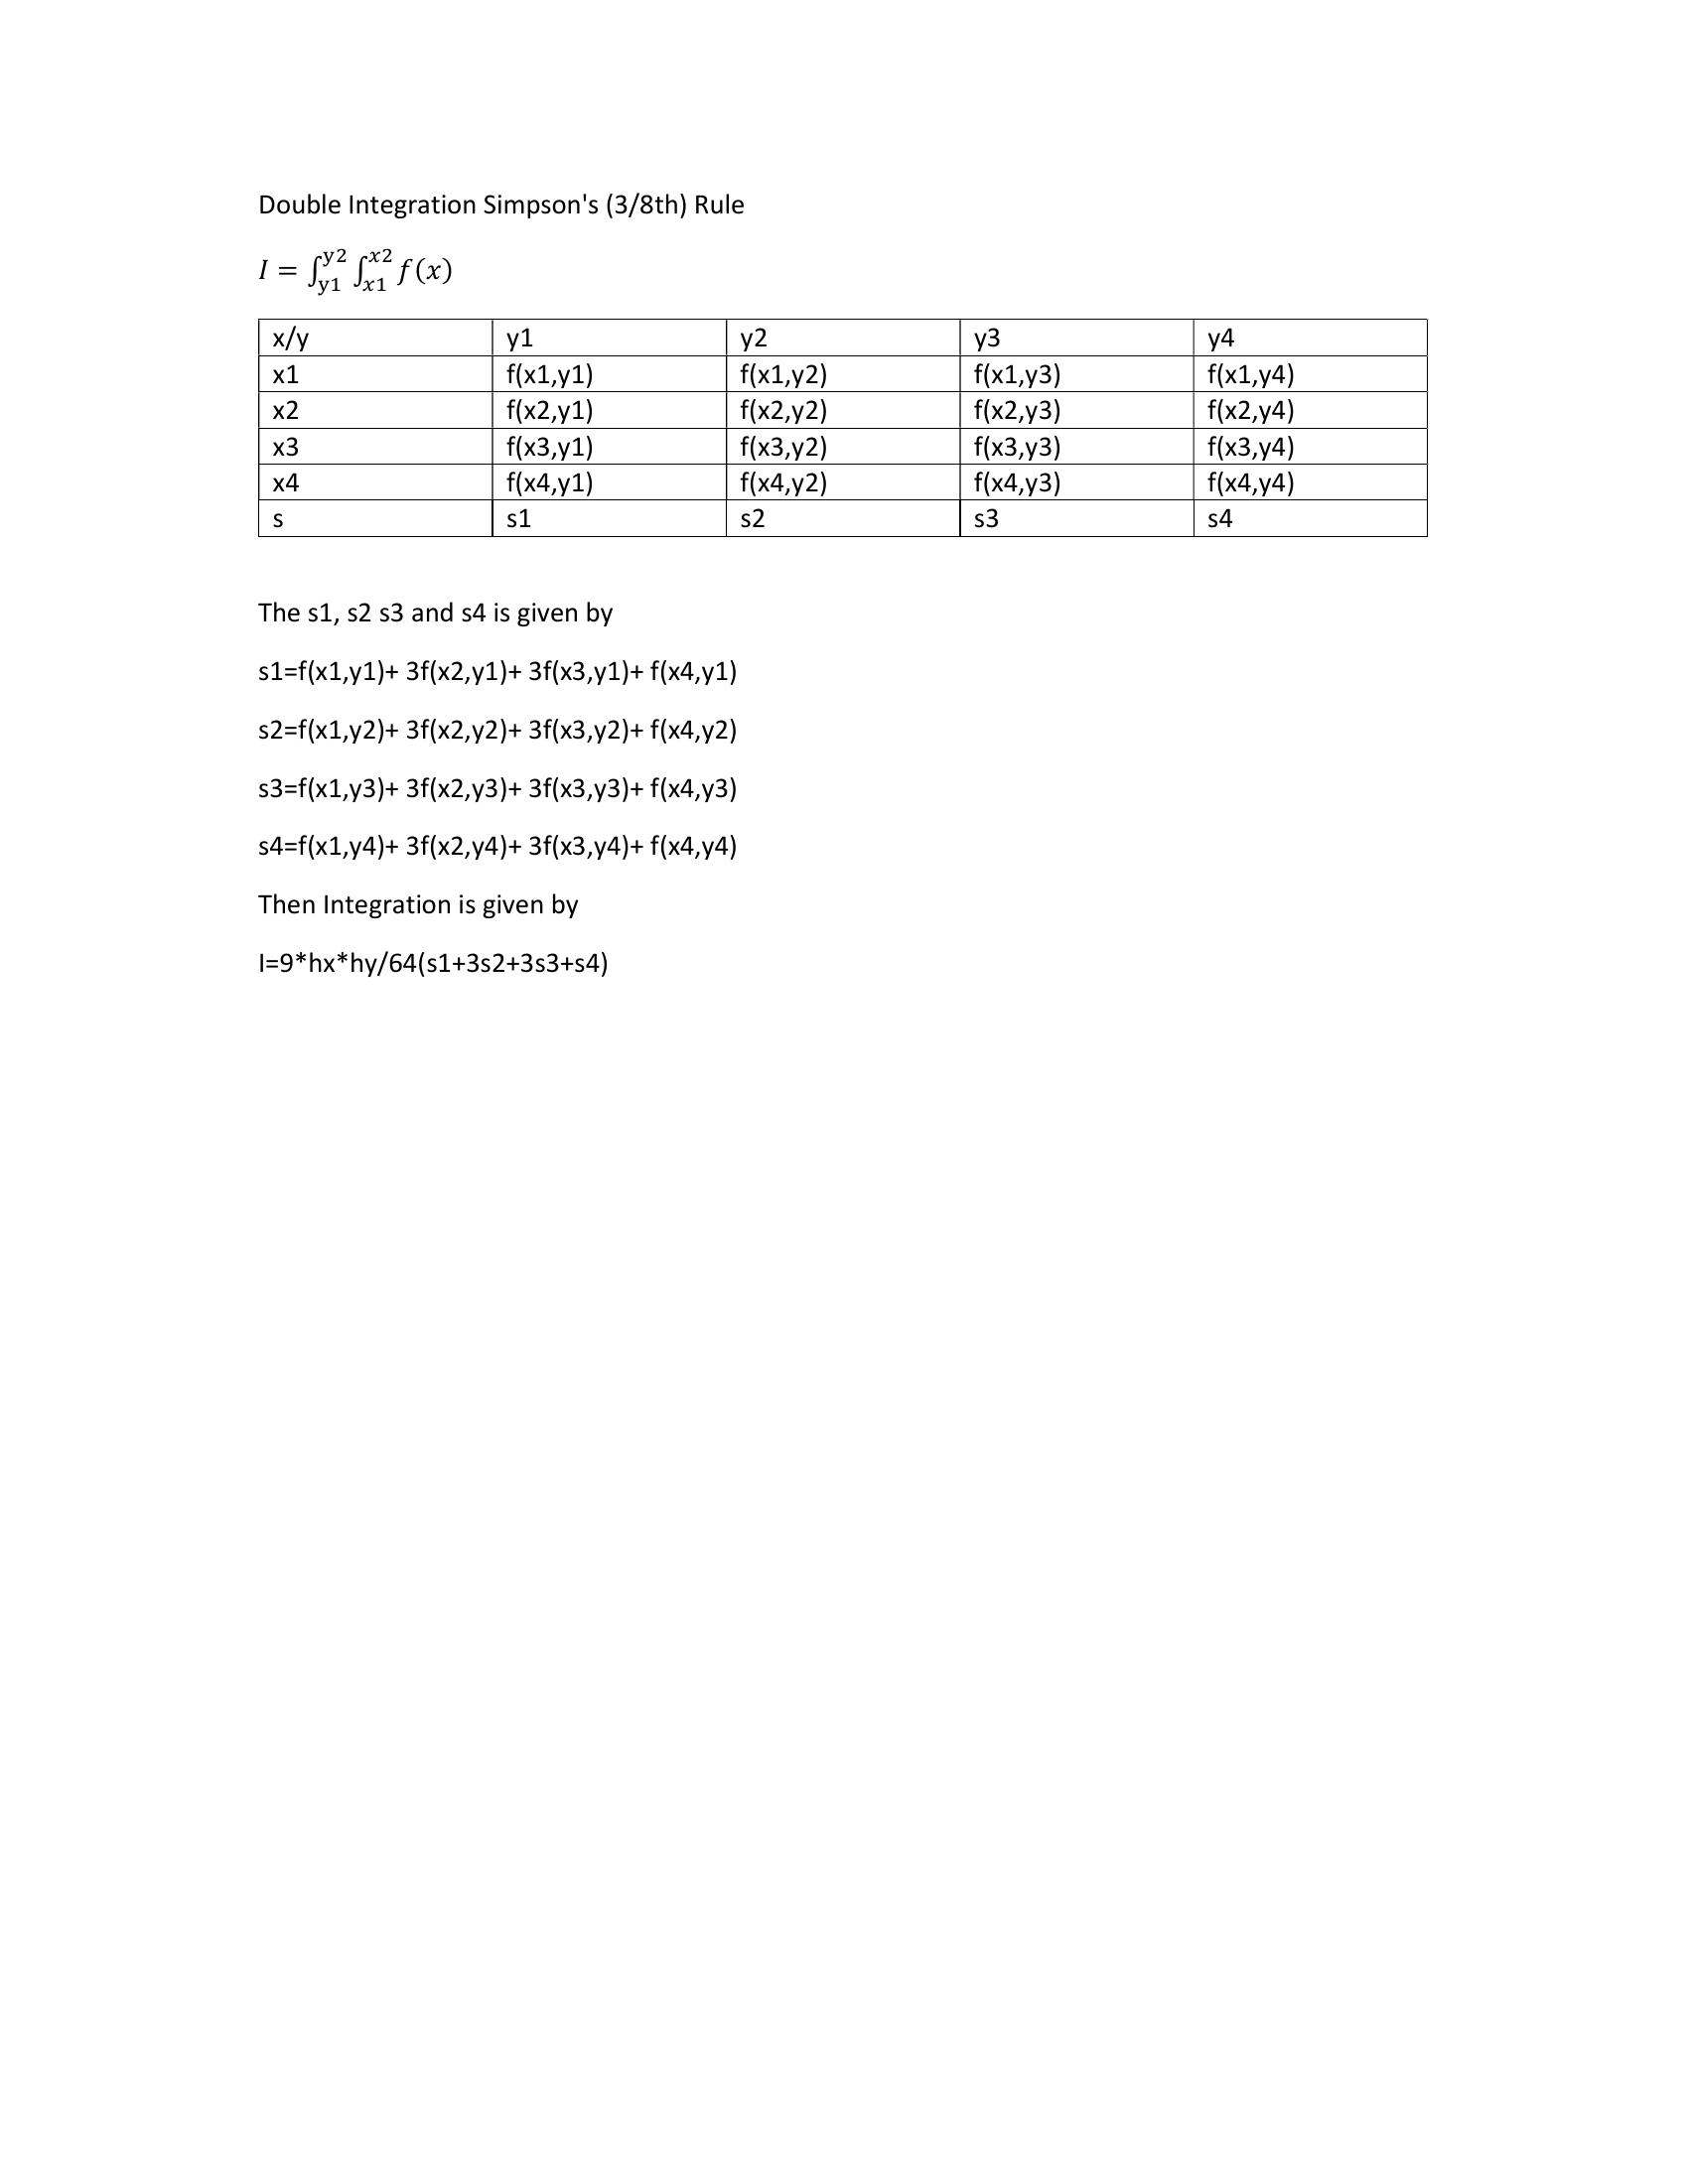 Double Integration Simpson's (3/8th) Rule
I = ∫_{y1}^{y2} ∫_{x1}^{x2} f(x)
x/y y1 y2 y3 y4
x1 f(x1,y1) f(x1,y2) f(x1,y3) f(x1,y4)
x2 f(x2,y1) f(x2,y2) f(x2,y3) f(x2,y4)
x3 f(x3,y1) f(x3,y2) f(x3,y3) f(x3,y4)
x4 f(x4,y1) f(x4,y2) f(x4,y3) f(x4,y4)
s s1 s2 s3 s4
The s1, s2 s3 and s4 is given by
s1=f(x1,y1)+ 3f(x2,y1)+ 3f(x3,y1)+ f(x4,y1)
s2=f(x1,y2)+ 3f(x2,y2)+ 3f(x3,y2)+ f(x4,y2)
s3=f(x1,y3)+ 3f(x2,y3)+ 3f(x3,y3)+ f(x4,y3)
s4=f(x1,y4)+ 3f(x2,y4)+ 3f(x3,y4)+ f(x4,y4)
Then Integration is given by
I=9*hx*hy/64(s1+3s2+3s3+s4)